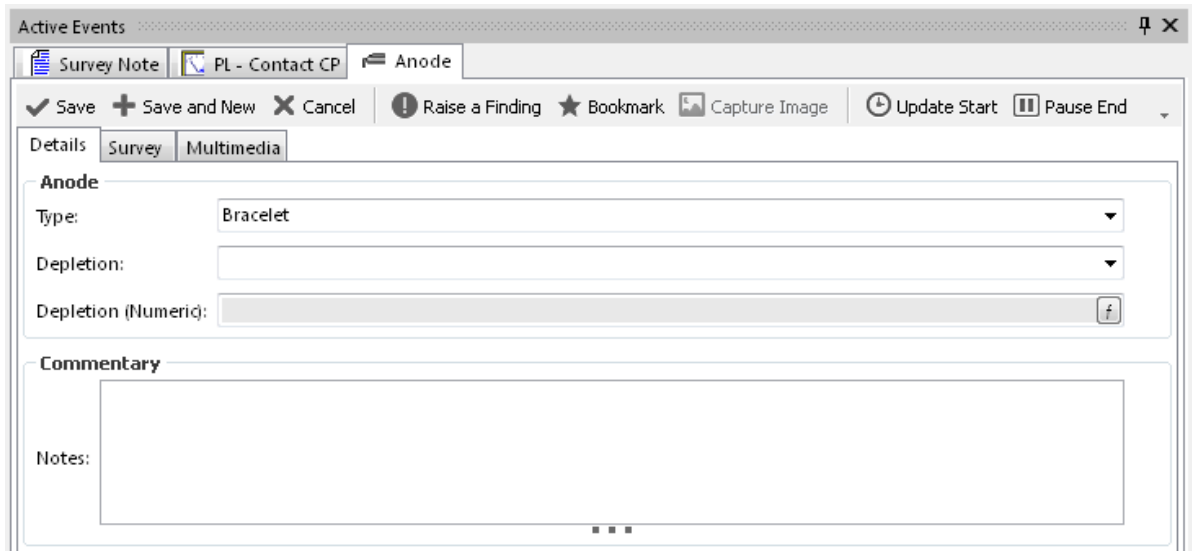 Active Events
Survey Note PL - Contact CP Anode
Save Save and New Cancel Raise a Finding Bookmark Capture Image Update Start Pause End
Details Survey Multimedia
Anode
Type: Bracelet
Depletion:
Depletion (Numeric): f
Commentary
Notes: